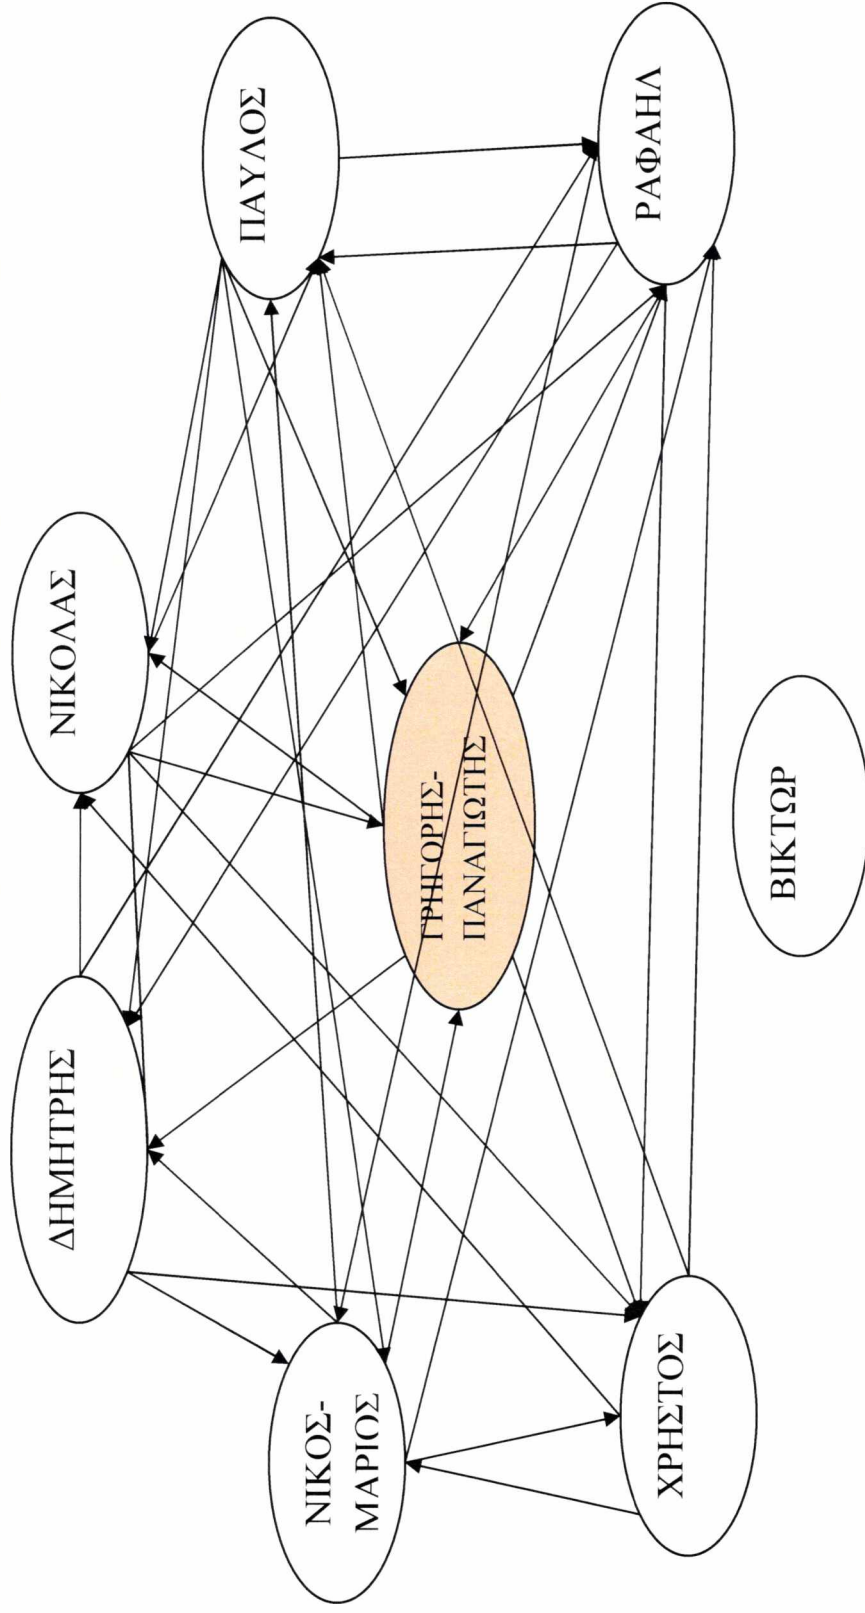 ΔΗΜΗΤΡΗΣ
ΝΙΚΟΛΑΣ
ΠΑΥΛΟΣ
ΝΙΚΟΣ-
ΜΑΡΙΟΣ
ΓΡΗΓΟΡΗΣ-
ΠΑΝΑΓΙΩΤΗΣ
ΧΡΗΣΤΟΣ
ΒΙΚΤΩΡ
ΡΑΦΑΗΛ